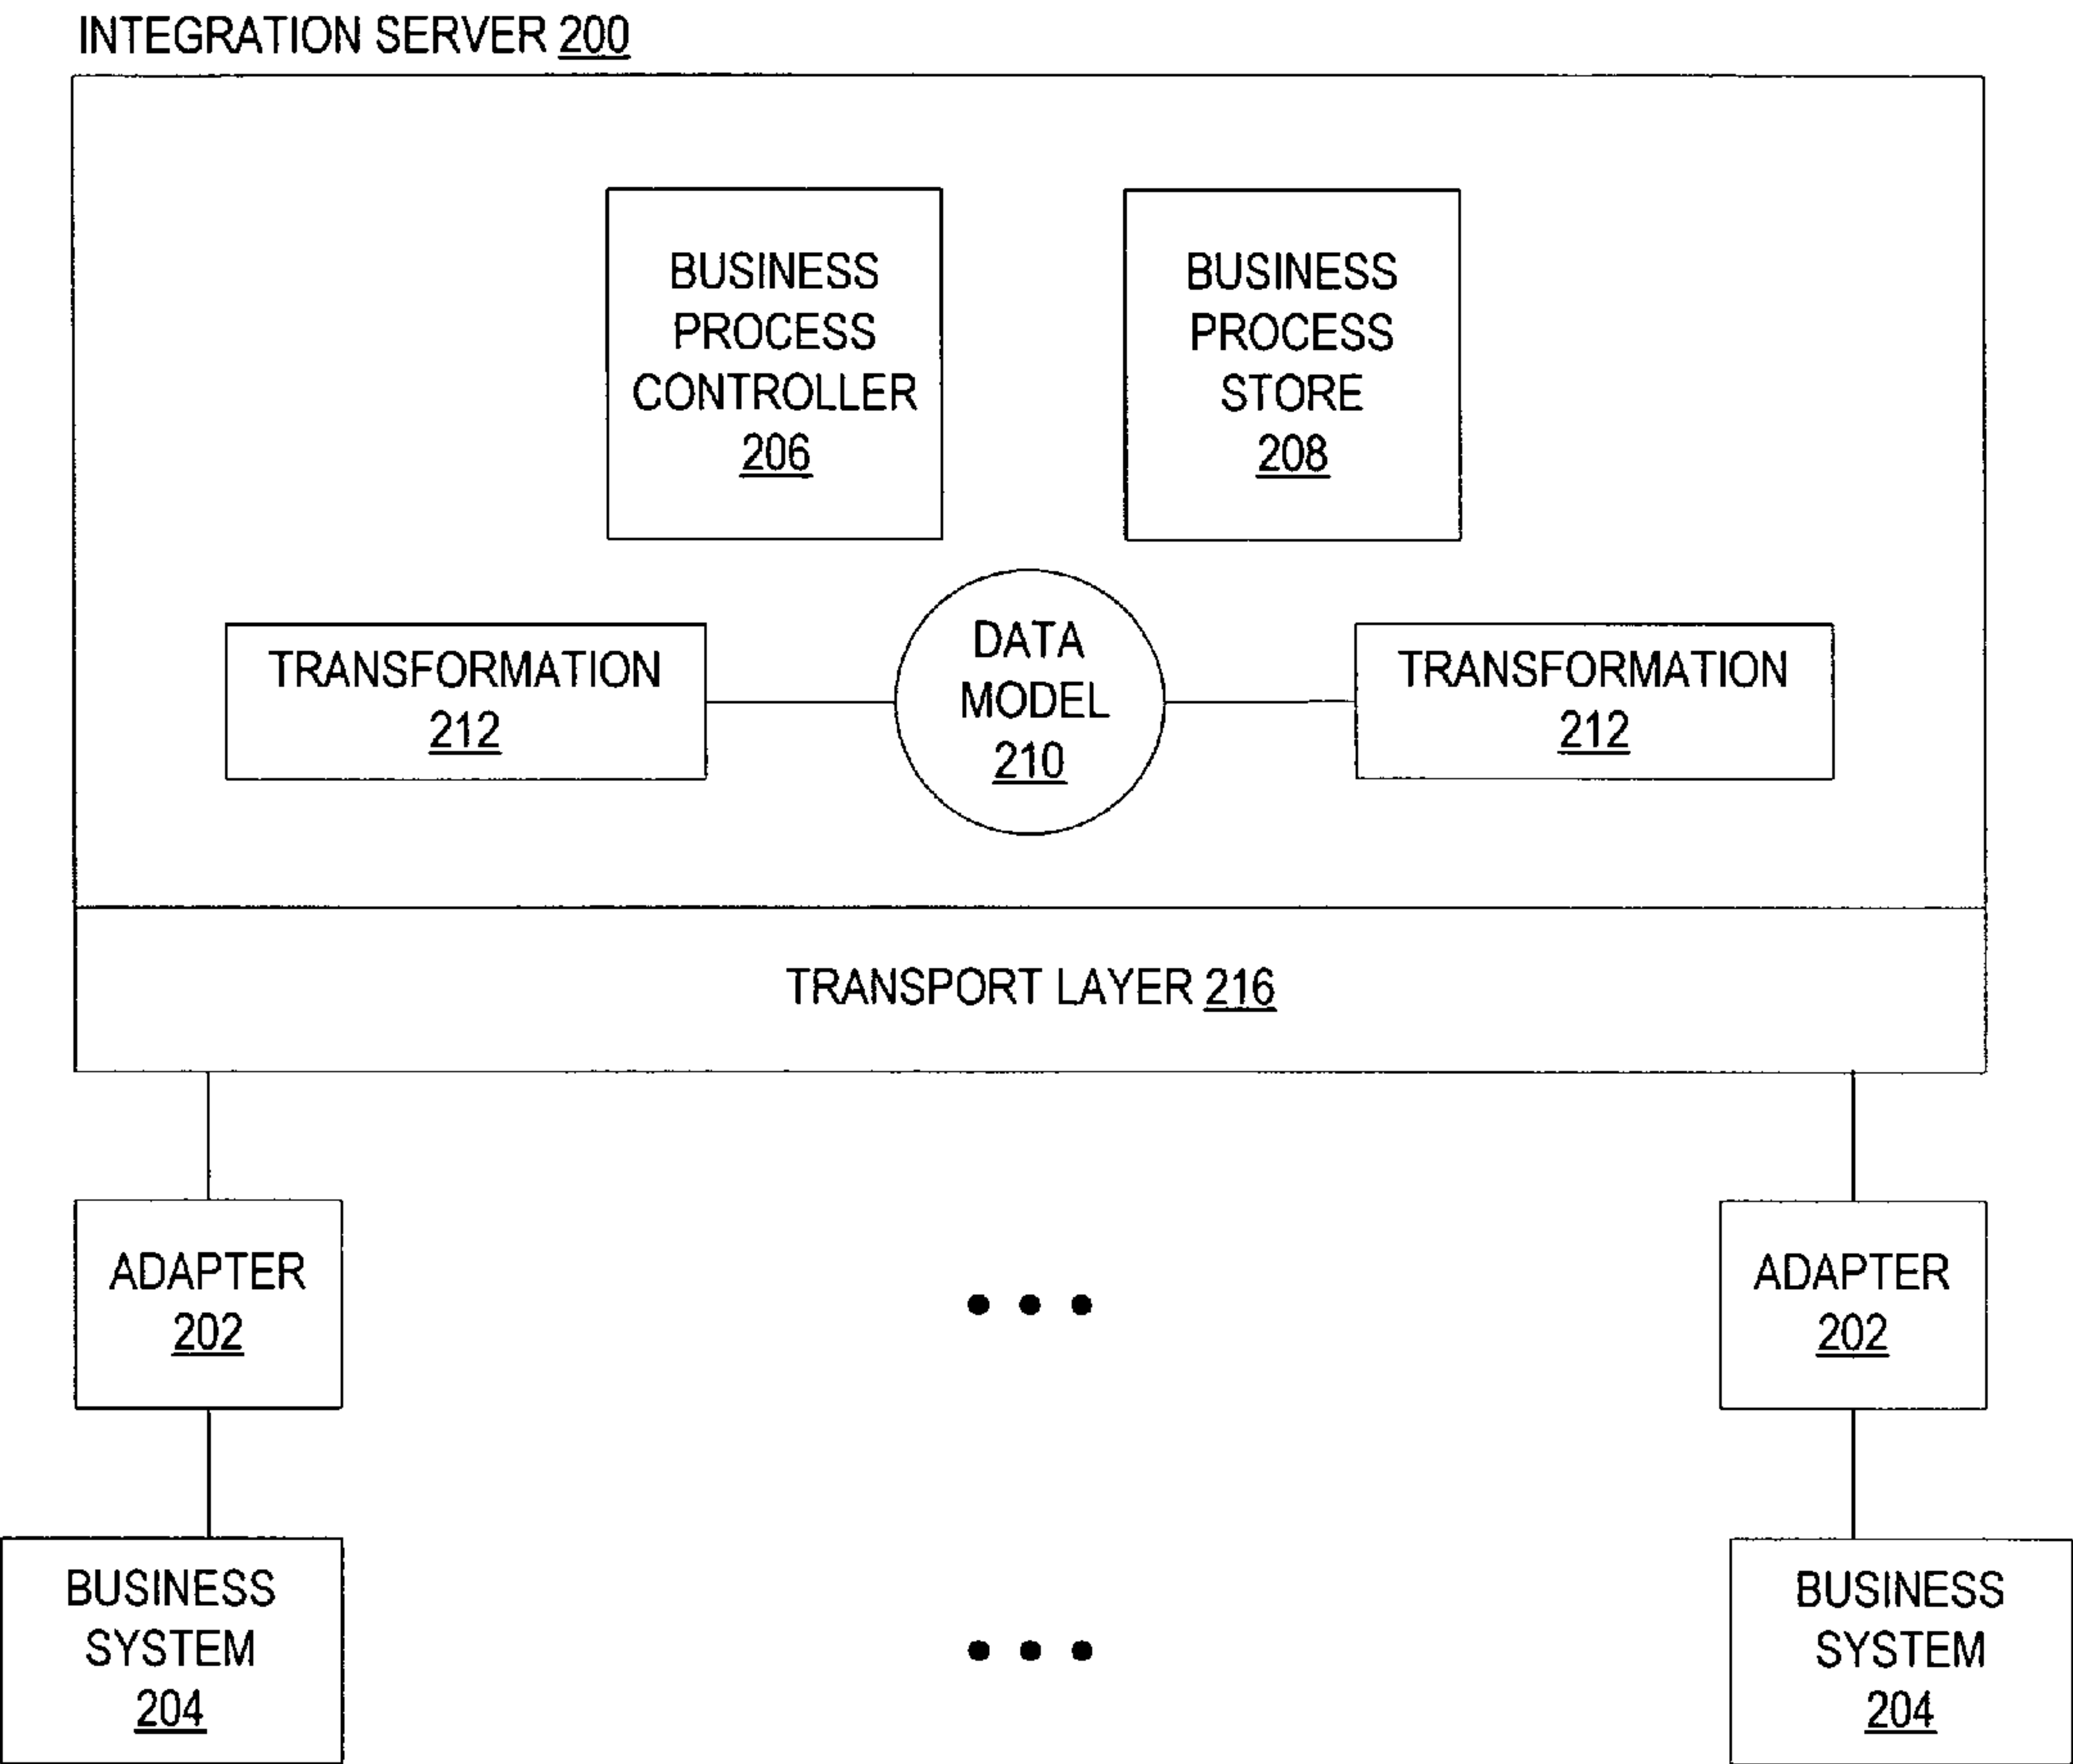 INTEGRATION SERVER 200
BUSINESS
PROCESS
CONTROLLER
206
BUSINESS
PROCESS
STORE
208
TRANSFORMATION
212
DATA
MODEL
210
TRANSFORMATION
212
TRANSPORT LAYER 216
ADAPTER
202
ADAPTER
202
BUSINESS
SYSTEM
204
BUSINESS
SYSTEM
204